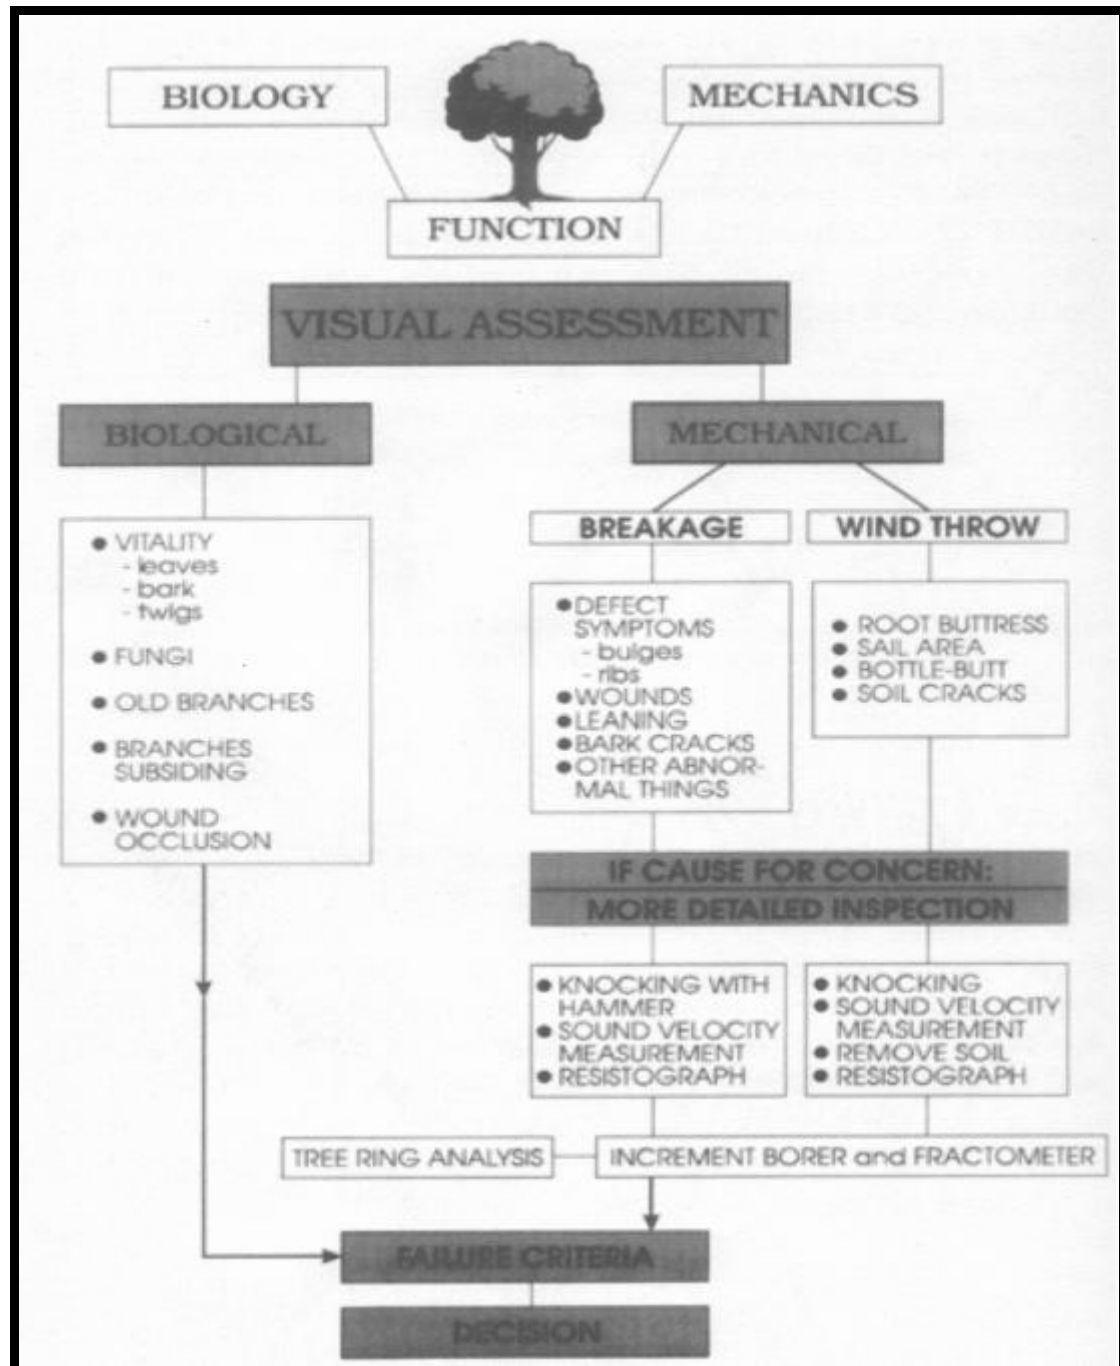 BIOLOGY
MECHANICS
FUNCTION
VISUAL ASSESSMENT
BIOLOGICAL
● VITALITY
- leaves
- bark
- twigs
● FUNGI
● OLD BRANCHES
● BRANCHES
SUBSIDING
● WOUND
OCCLUSION
MECHANICAL
BREAKAGE
● DEFECT
SYMPTOMS
- bulges
- ribs
● WOUNDS
● LEANING
● BARK CRACKS
● OTHER ABNOR-
MAL THINGS
WIND THROW
● ROOT BUTTRESS
● SAIL AREA
● BOTTLE-BUTT
● SOIL CRACKS
IF CAUSE FOR CONCERN:
MORE DETAILED INSPECTION
● KNOCKING WITH
HAMMER
● SOUND VELOCITY
MEASUREMENT
● RESISTOGRAPH
● KNOCKING
● SOUND VELOCITY
MEASUREMENT
● REMOVE SOIL
● RESISTOGRAPH
TREE RING ANALYSIS
INCREMENT BORER and FRACTOMETER
FAILURE CRITERIA
DECISION